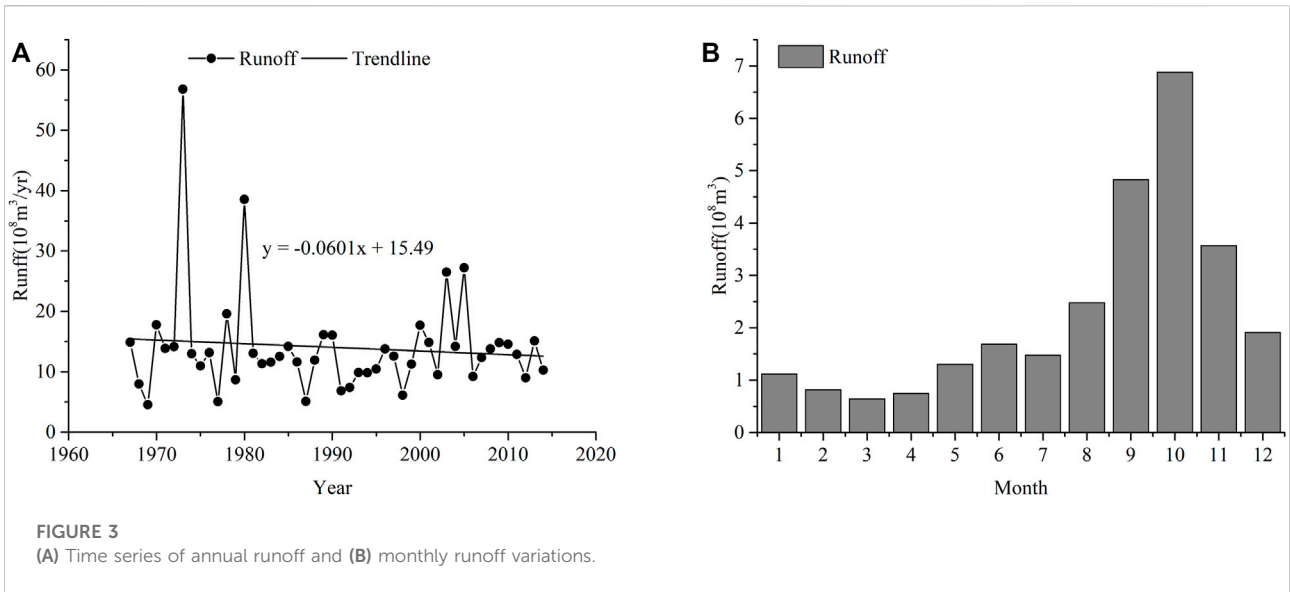 A
Runoff Trendline
60
50
40
30
20
10
0
Runff(10⁸m³/yr)
y = -0.0601x + 15.49
1960 1970 1980 1990 2000 2010 2020
Year
B
Runoff
7
6
5
4
3
2
1
0
Runoff(10⁸m³)
1 2 3 4 5 6 7 8 9 10 11 12
Month
FIGURE 3
(A) Time series of annual runoff and (B) monthly runoff variations.